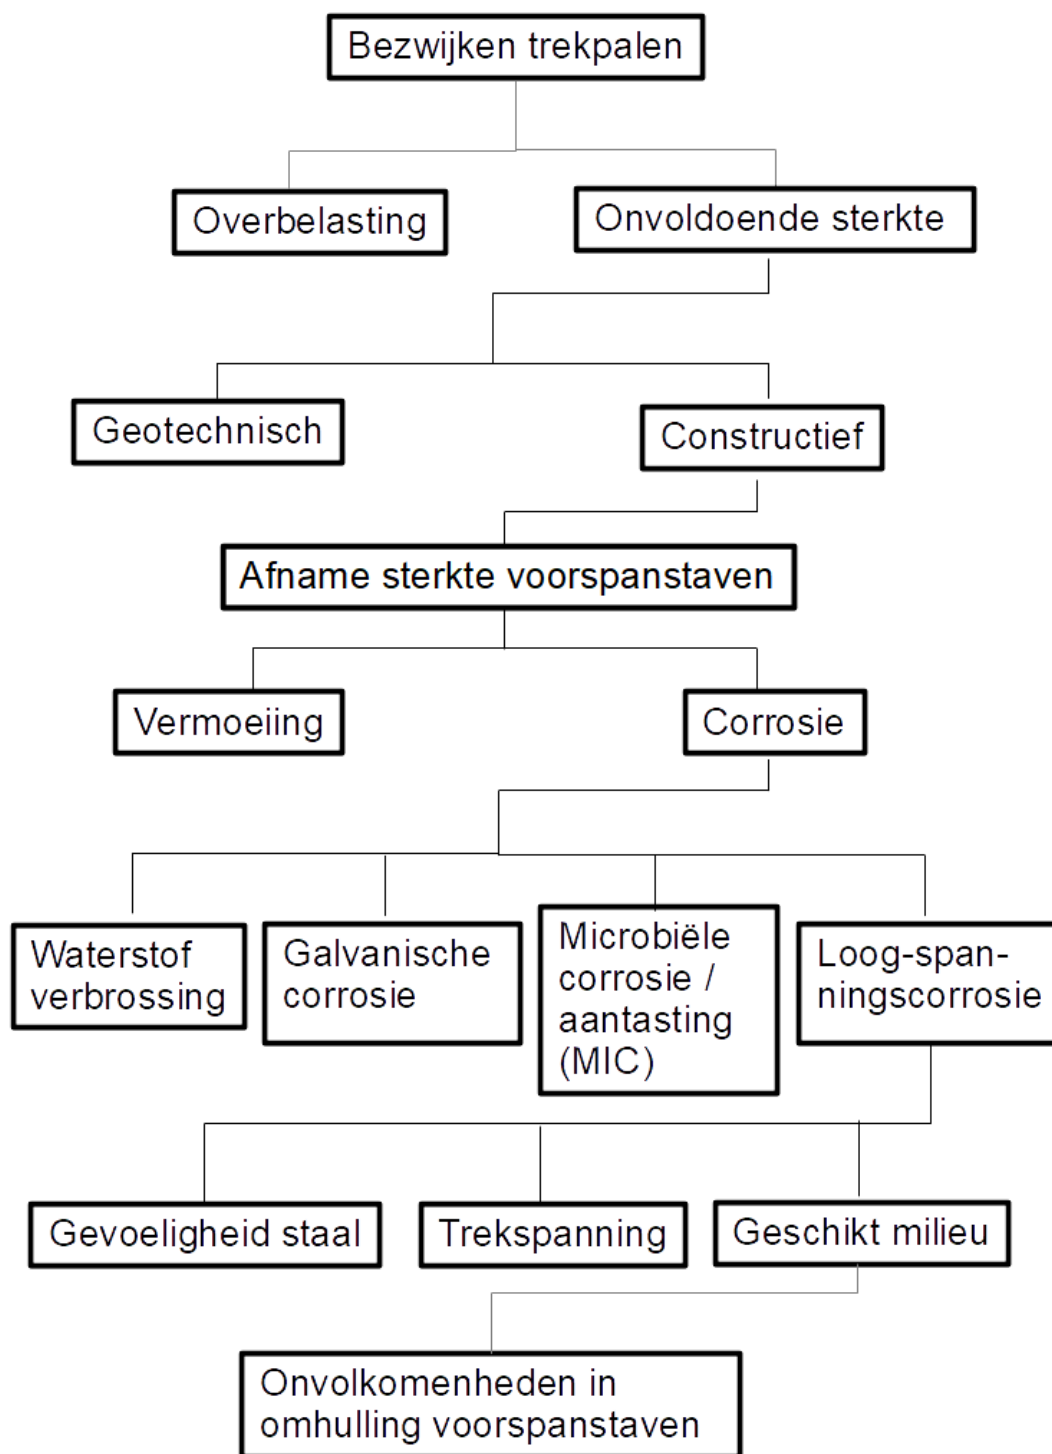 Bezwijken trekpalen
Overbelasting
Onvoldoende sterkte
Geotechnisch
Constructief
Afname sterkte voorspanstaven
Vermoeiing
Corrosie
Waterstof
verbrossing
Galvanische
corrosie
Microbiële
corrosie /
aantasting
(MIC)
Loog-span-
ningscorrosie
Gevoeligheid staal
Trekspanning
Geschikt milieu
Onvolkomenheden in
omhulling voorspanstaven